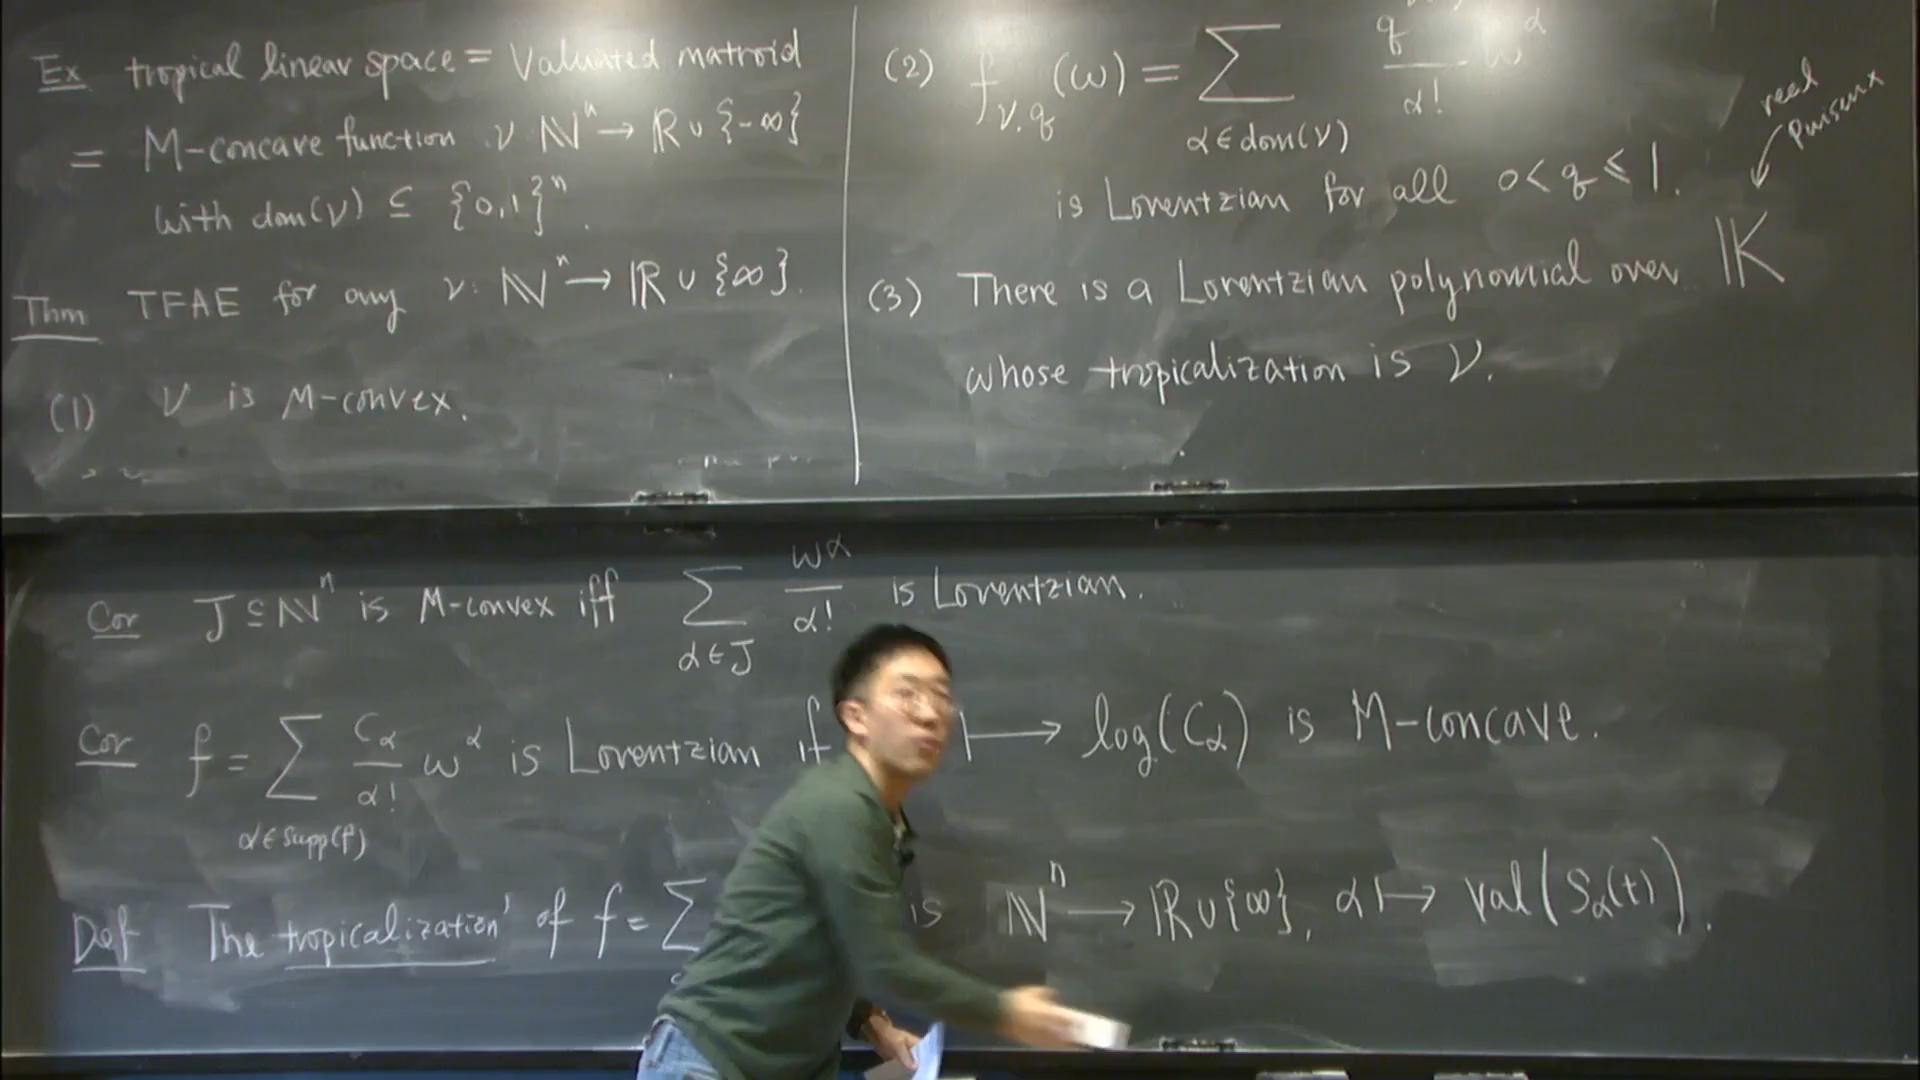 Ex tropical linear space = Valuated matroid
= M-concave function ν ℕⁿ → ℝ ∪ {-∞}
with dom(ν) ⊆ {0,1}ⁿ.
Thm TFAE for any ν: ℕⁿ → ℝ ∪ {∞}.
(1) ν is M-convex.
(2) f_{ν,q}(w) = ∑_{α ∈ dom(ν)} q / α! w^α
is Lorentzian for all 0 < q ≤ 1.
real
Puiseux
(3) There is a Lorentzian polynomial over 𝕂
whose tropicalization is ν.
Cor J ⊆ ℕⁿ is M-convex iff ∑_{α ∈ J} w^α / α! is Lorentzian.
Cor f = ∑_{α ∈ supp(f)} C_α / α! w^α is Lorentzian if ↦ log(C_α) is M-concave.
Def The "tropicalization" of f = ∑ is ℕⁿ → ℝ ∪ {∞}, α ↦ val(S_α(t)).